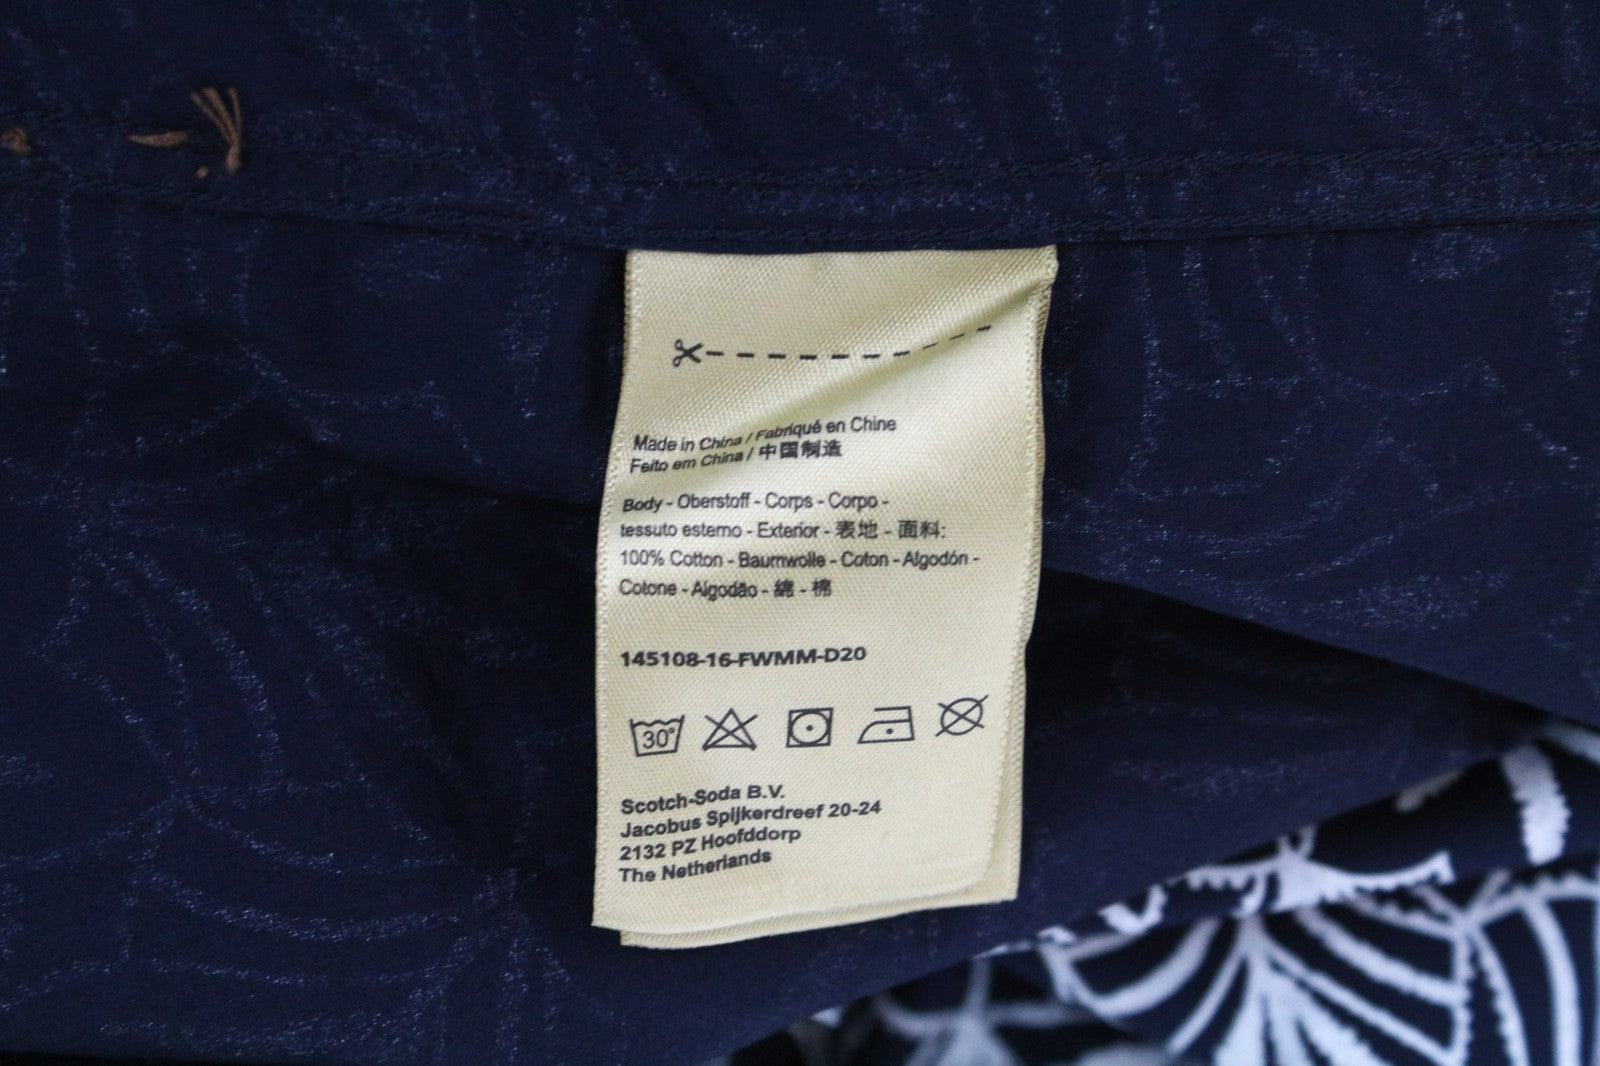 Made in China / Fabriqué en Chine
Feito em China / 中国制造
Body - Oberstoff - Corps - Corpo -
tessuto esterno - Exterior - 表地 - 面料:
100% Cotton - Baumwolle - Coton - Algodón -
Cotone - Algodão - 綿 - 棉
145108-16-FWMM-D20
30°
Scotch-Soda B.V.
Jacobus Spijkerdreef 20-24
2132 PZ Hoofddorp
The Netherlands